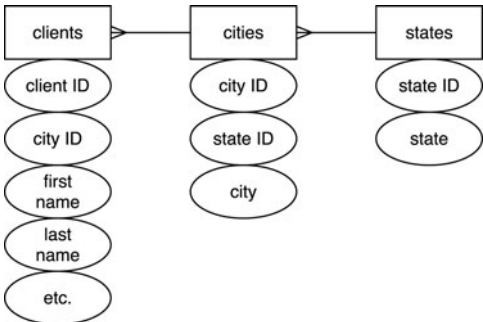 clients
cities
states
client ID
city ID
state ID
city ID
state ID
state
first
name
city
last
name
etc.